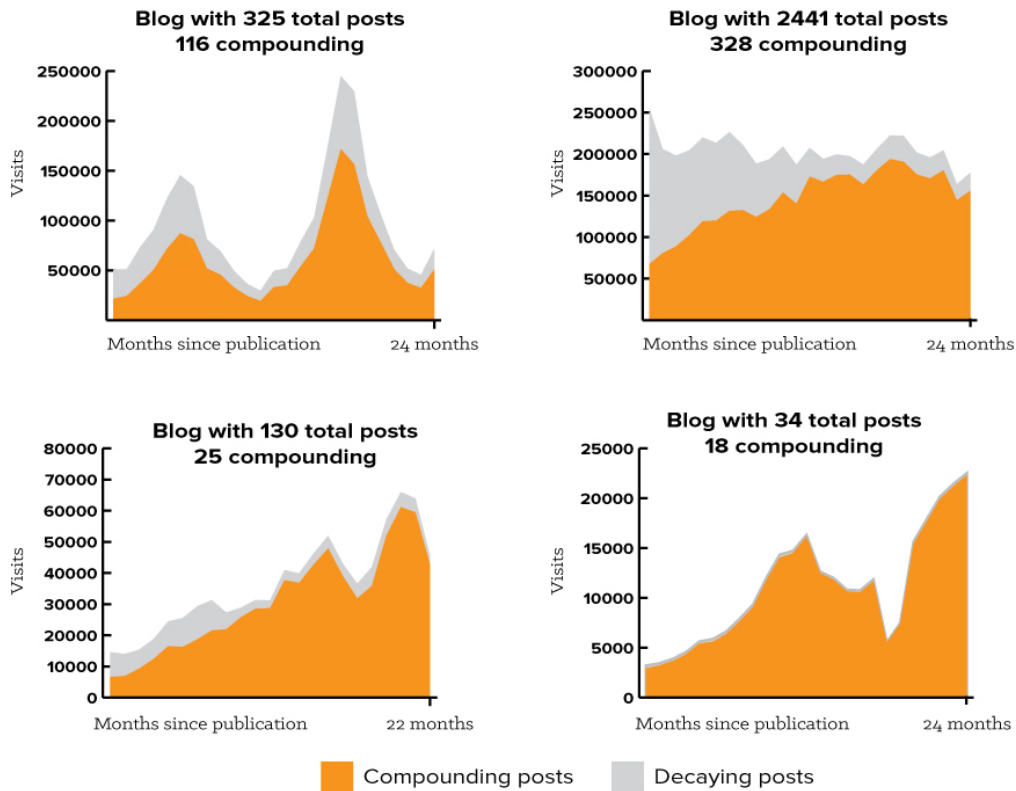 Blog with 325 total posts
116 compounding
250000
200000
150000
100000
50000
Visits
Months since publication
24 months
Blog with 2441 total posts
328 compounding
300000
250000
200000
150000
100000
50000
Visits
Months since publication
24 months
Blog with 130 total posts
25 compounding
80000
70000
60000
50000
40000
30000
20000
10000
0
Visits
Months since publication
22 months
Blog with 34 total posts
18 compounding
25000
20000
15000
10000
5000
0
Visits
Months since publication
24 months
Compounding posts
Decaying posts